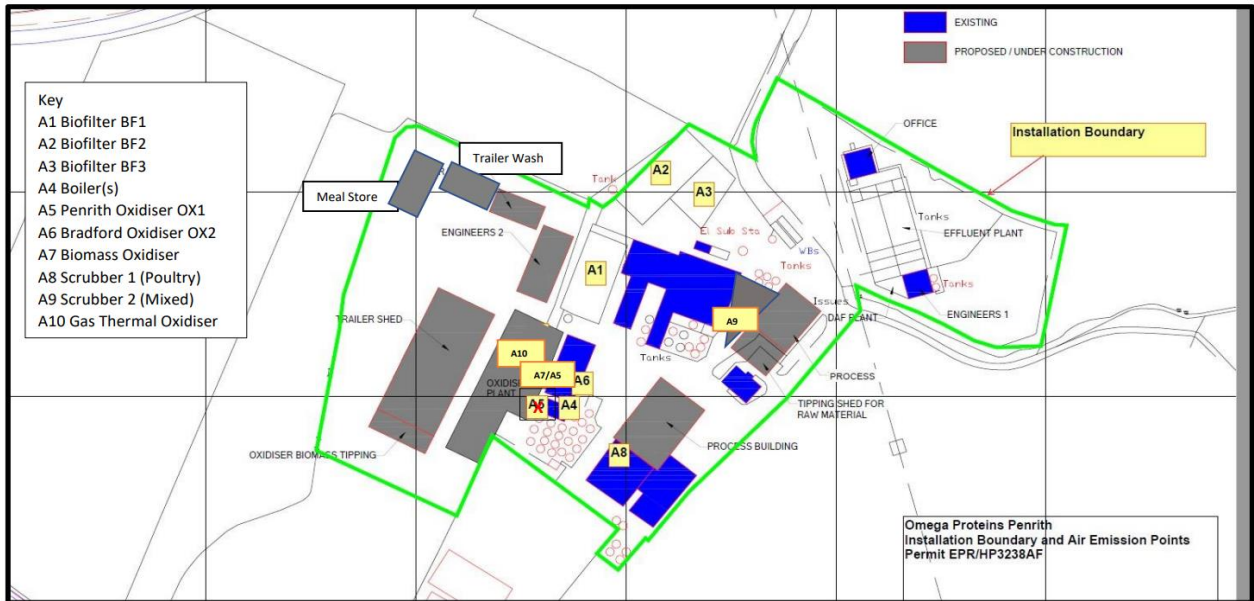 EXISTING
PROPOSED / UNDER CONSTRUCTION
Key
A1 Biofilter BF1
A2 Biofilter BF2
A3 Biofilter BF3
A4 Boiler(s)
A5 Penrith Oxidiser OX1
A6 Bradford Oxidiser OX2
A7 Biomass Oxidiser
A8 Scrubber 1 (Poultry)
A9 Scrubber 2 (Mixed)
A10 Gas Thermal Oxidiser
OFFICE
Installation Boundary
Trailer Wash
Meal Store
Tank
A2
A3
Tanks
EFFLUENT PLANT
ENGINEERS 2
El Sub Sta
WBs
Tanks
A1
Tanks
Issues
DAF PLANT
ENGINEERS 1
TRAILER SHED
A9
Tanks
A10
PROCESS
A7/A5
A6
PLANT
A5
A4
TIPPING SHED FOR
RAW MATERIAL
PROCESS BUILDING
A8
OXIDISER BIOMASS TIPPING
Omega Proteins Penrith
Installation Boundary and Air Emission Points
Permit EPR/HP3238AF